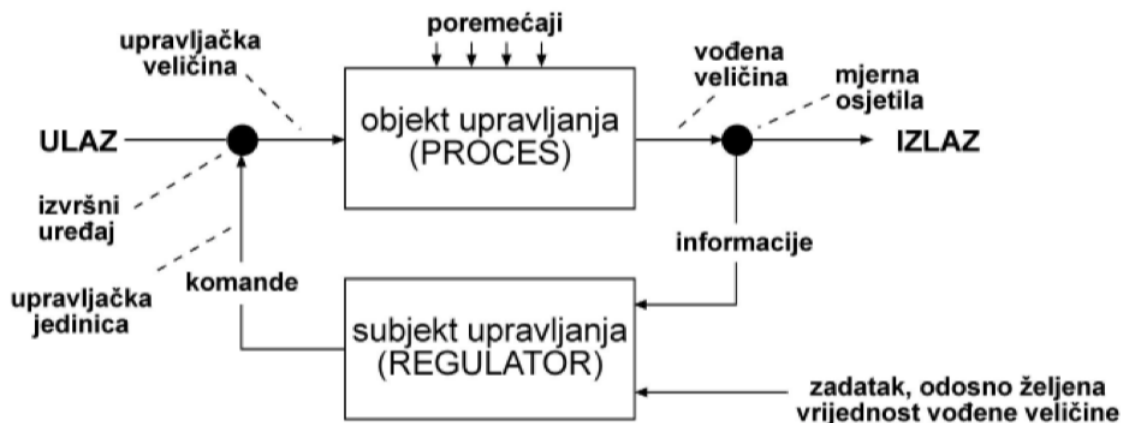 poremećaji
upravljačka
veličina
vođena
veličina
mjerna
osjetila
objekt upravljanja
(PROCES)
ULAZ
IZLAZ
izvršni
uređaj
informacije
upravljačka
jedinica
komande
subjekt upravljanja
(REGULATOR)
zadatak, odosno željena
vrijednost vođene veličine